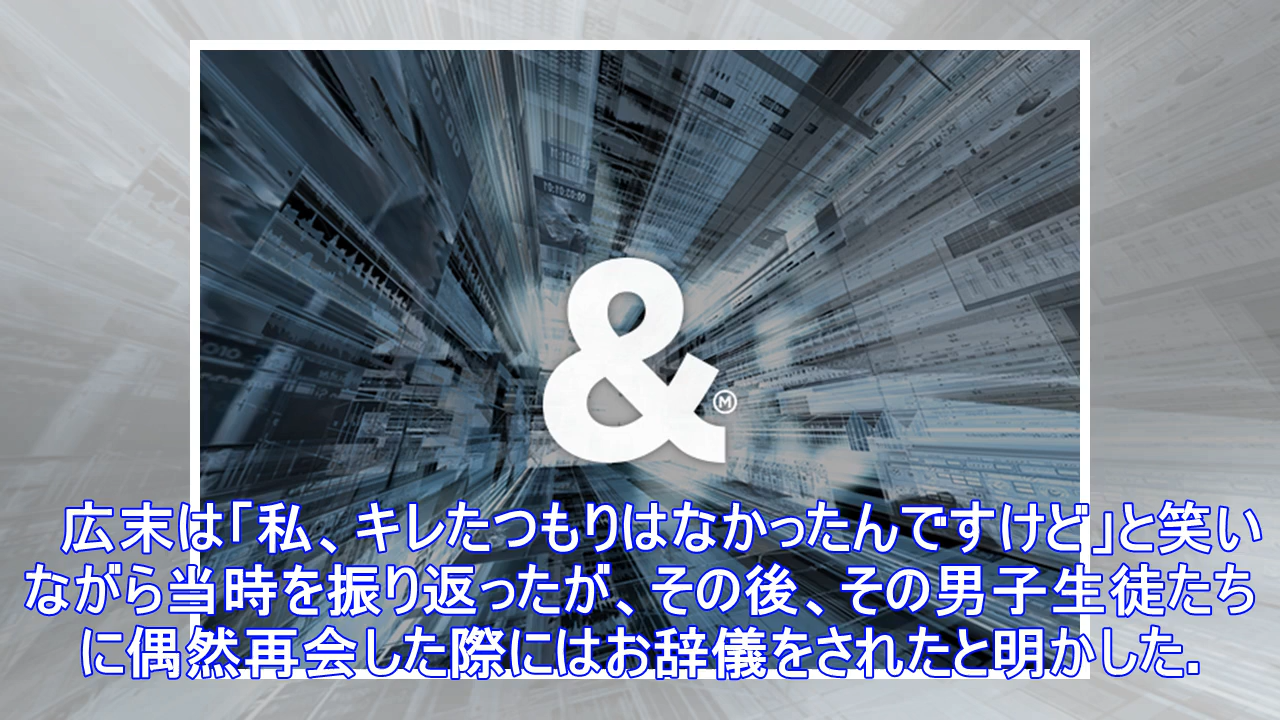 &
M
広末は「私、キレたつもりはなかったんですけど」と笑い
ながら当時を振り返ったが、その後、その男子生徒たち
に偶然再会した際にはお辞儀をされたと明かした.